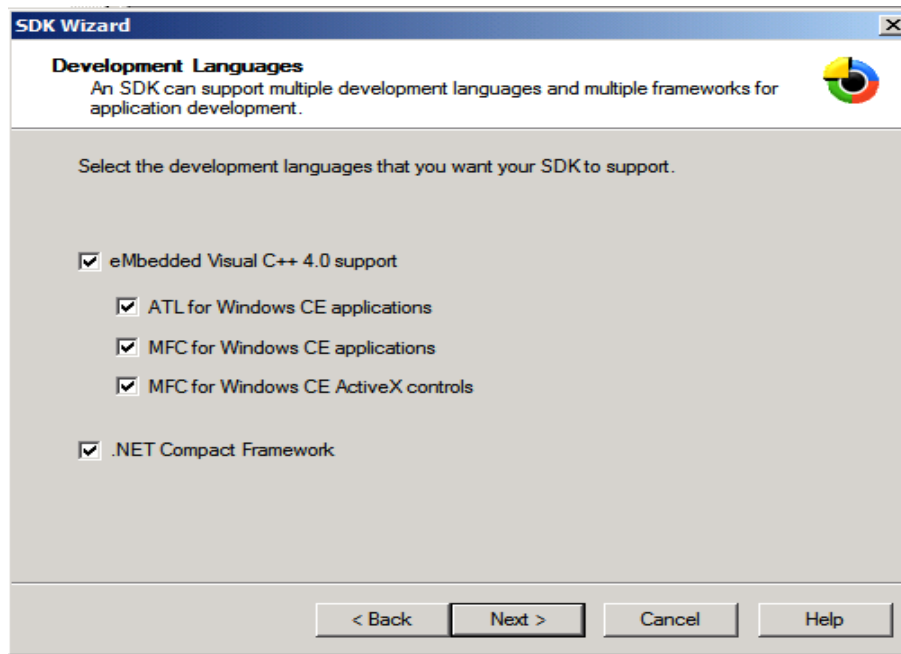 SDK Wizard
Development Languages
An SDK can support multiple development languages and multiple frameworks for
application development.
Select the development languages that you want your SDK to support.
eMbedded Visual C++ 4.0 support
ATL for Windows CE applications
MFC for Windows CE applications
MFC for Windows CE ActiveX controls
.NET Compact Framework
< Back Next > Cancel Help